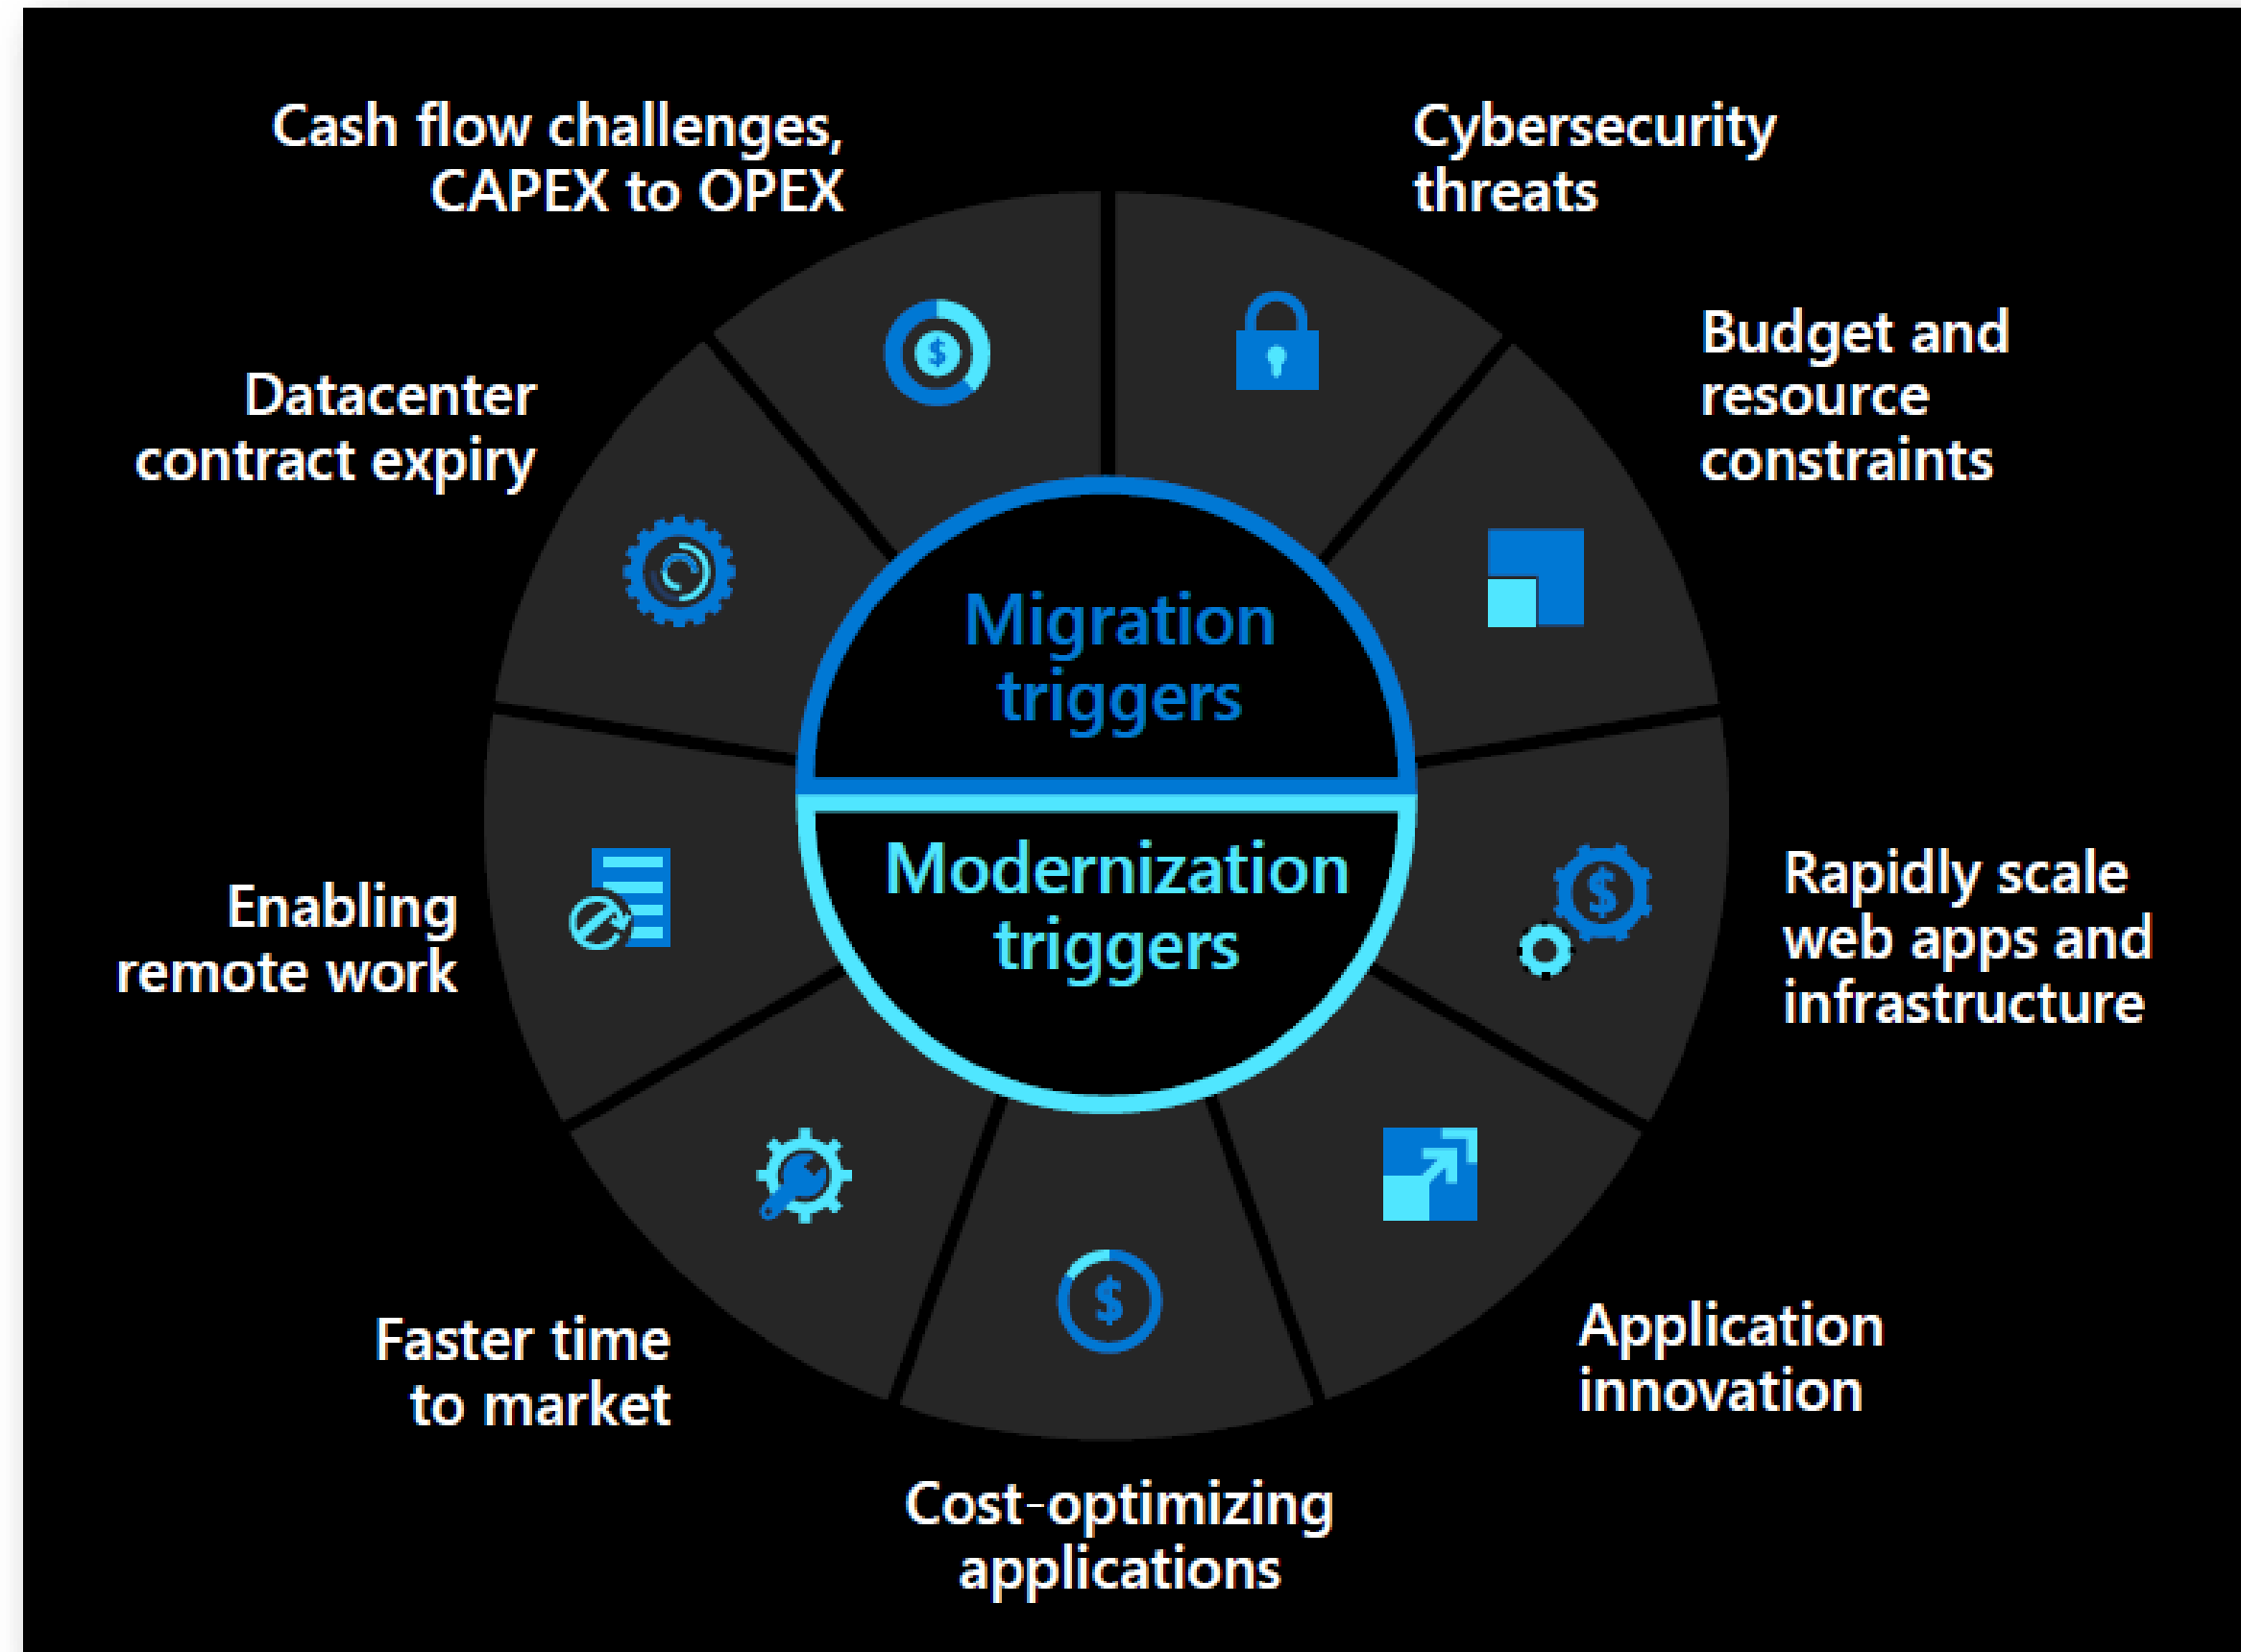 Cash flow challenges,
CAPEX to OPEX
Cybersecurity
threats
Budget and
resource
constraints
Datacenter
contract expiry
Migration
triggers
Modernization
triggers
Rapidly scale
web apps and
infrastructure
Enabling
remote work
Application
innovation
Faster time
to market
Cost-optimizing
applications
$
$
$